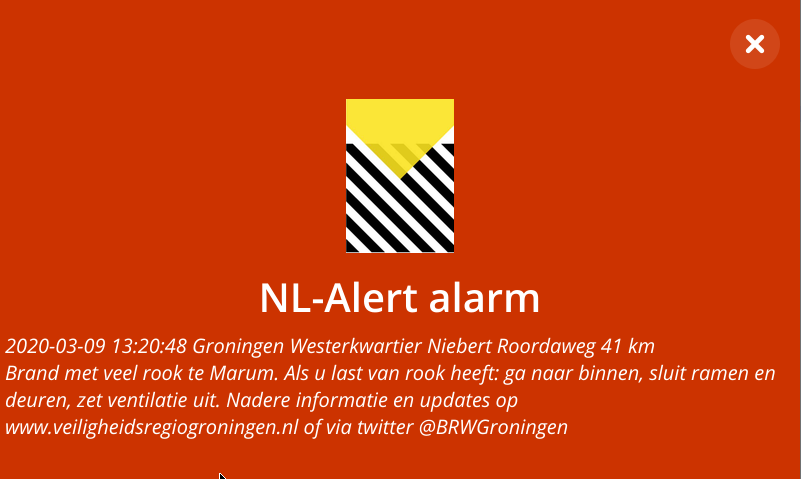 NL-Alert alarm
2020-03-09 13:20:48 Groningen Westerkwartier Niebert Roordaweg 41 km
Brand met veel rook te Marum. Als u last van rook heeft: ga naar binnen, sluit ramen en
deuren, zet ventilatie uit. Nadere informatie en updates op
www.veiligheidsregiogroningen.nl of via twitter @BRWGroningen